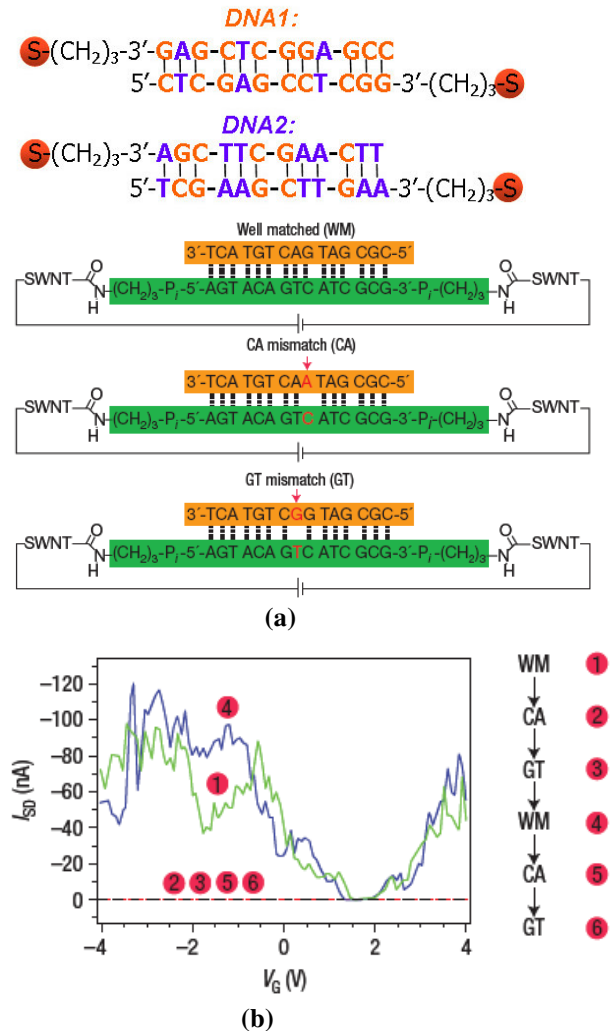 DNA1:
S-(CH₂)₃-3′-GAG-CTC-GGA-GCC
5′-CTC-GAG-CCT-CGG-3′-(CH₂)₃-S
DNA2:
S-(CH₂)₃-3′-AGC-TTC-GAA-CTT
5′-TCG-AAG-CTT-GAA-3′-(CH₂)₃-S
Well matched (WM)
3′-TCA TGT CAG TAG CGC-5′
SWNT O N H (CH₂)₃-Pᵢ-5′-AGT ACA GTC ATC GCG-3′-Pᵢ-(CH₂)₃ N H O SWNT
CA mismatch (CA)
3′-TCA TGT CAA TAG CGC-5′
SWNT O N H (CH₂)₃-Pᵢ-5′-AGT ACA GTC ATC GCG-3′-Pᵢ-(CH₂)₃ N H O SWNT
GT mismatch (GT)
3′-TCA TGT CGG TAG CGC-5′
SWNT O N H (CH₂)₃-Pᵢ-5′-AGT ACA GTC ATC GCG-3′-Pᵢ-(CH₂)₃ N H O SWNT
(a)
I_SD (nA)
-120
-100
-80
-60
-40
-20
0
4
1
2 3 5 6
-4 -2 0 2 4
V_G (V)
WM 1
CA 2
GT 3
WM 4
CA 5
GT 6
(b)